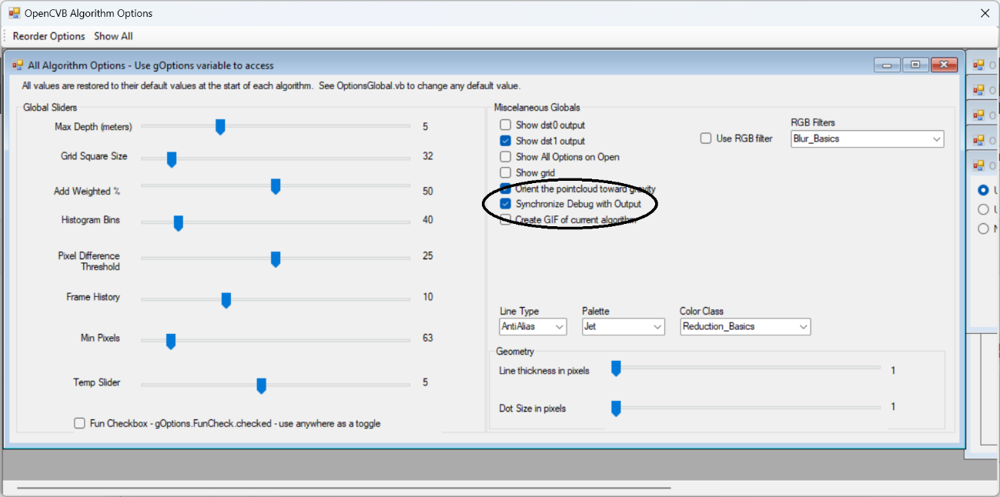 OpenCVB Algorithm Options
Reorder Options Show All
All Algorithm Options - Use gOptions variable to access
All values are restored to their default values at the start of each algorithm. See OptionsGlobal.vb to change any default value.
Global Sliders
Max Depth (meters) 5
Grid Square Size 32
Add Weighted % 50
Histogram Bins 40
Pixel Difference
Threshold 25
Frame History 10
Min Pixels 63
Temp Slider 5
Fun Checkbox - gOptions.FunCheck.checked - use anywhere as a toggle
Miscelaneous Globals
Show dst0 output
Show dst1 output
Show All Options on Open
Show grid
Orient the pointcloud toward gravity
Synchronize Debug with Output
Create GIF of current algorithm
Use RGB filter
RGB Filters
Blur_Basics
Line Type Palette Color Class
AntiAlias Jet Reduction_Basics
Geometry
Line thickness in pixels 1
Dot Size in pixels 1